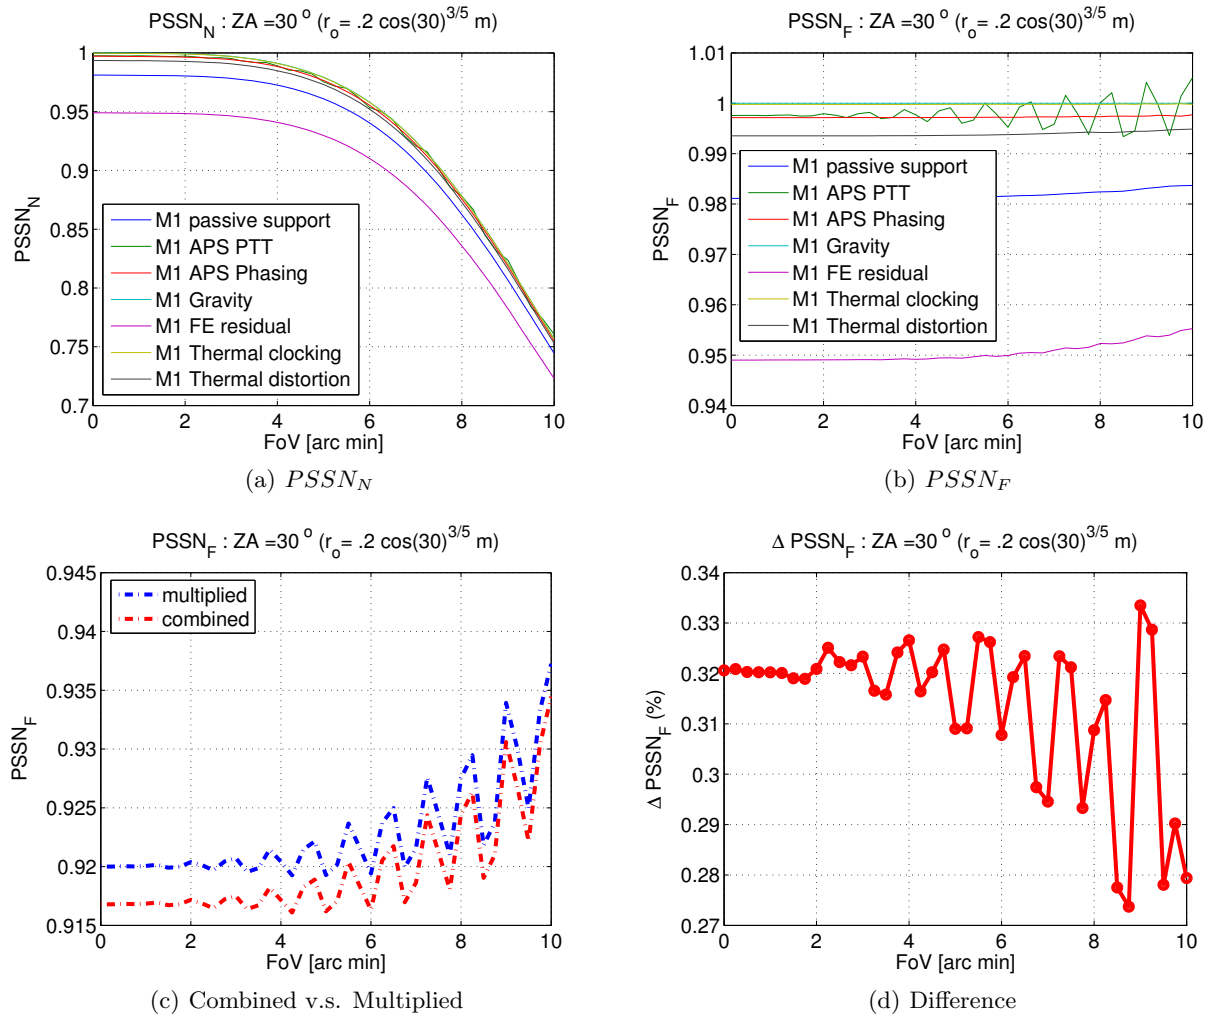 PSSN_N : ZA =30 ° (r_o= .2 cos(30)^3/5 m)
1
0.95
0.9
0.85
0.8
0.75
0.7
PSSN_N
M1 passive support
M1 APS PTT
M1 APS Phasing
M1 Gravity
M1 FE residual
M1 Thermal clocking
M1 Thermal distortion
0 2 4 6 8 10
FoV [arc min]
(a) PSSN_N
PSSN_F : ZA =30 ° (r_o= .2 cos(30)^3/5 m)
1.01
1
0.99
0.98
0.97
0.96
0.95
0.94
PSSN_F
M1 passive support
M1 APS PTT
M1 APS Phasing
M1 Gravity
M1 FE residual
M1 Thermal clocking
M1 Thermal distortion
0 2 4 6 8 10
FoV [arc min]
(b) PSSN_F
PSSN_F : ZA =30 ° (r_o= .2 cos(30)^3/5 m)
0.945
0.94
0.935
0.93
0.925
0.92
0.915
PSSN_F
multiplied
combined
0 2 4 6 8 10
FoV [arc min]
(c) Combined v.s. Multiplied
Δ PSSN_F : ZA =30 ° (r_o= .2 cos(30)^3/5 m)
0.34
0.33
0.32
0.31
0.3
0.29
0.28
0.27
Δ PSSN_F (%)
0 2 4 6 8 10
FoV [arc min]
(d) Difference